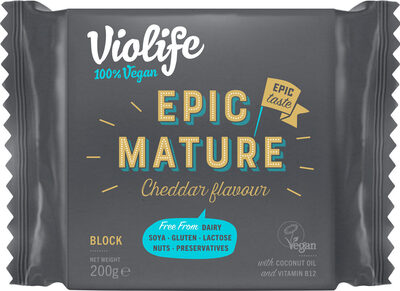 Violife
100% Vegan
EPIC
taste
EPIC
MATURE
Cheddar flavour
Free From DAIRY
SOYA - GLUTEN - LACTOSE
NUTS - PRESERVATIVES
BLOCK
NET WEIGHT
200g e
Vegan
with COCONUT OIL
and VITAMIN B12